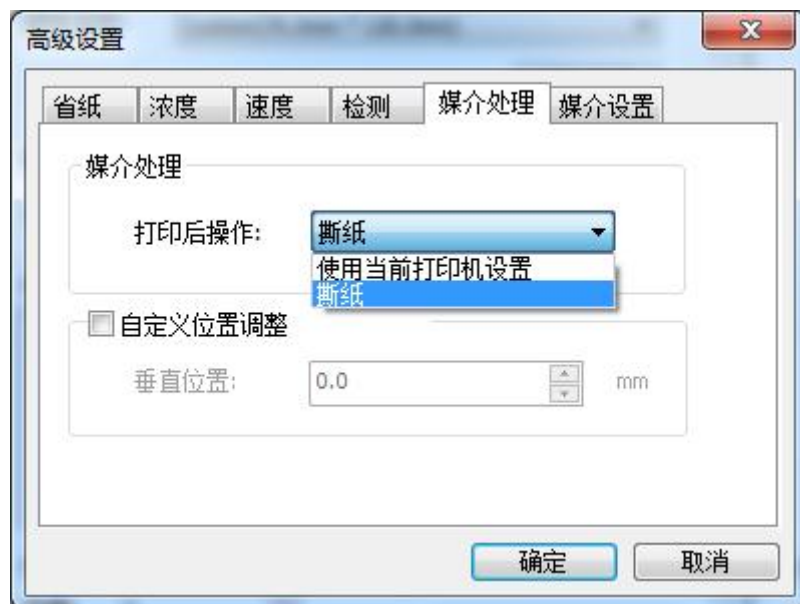 高级设置
省纸 浓度 速度 检测 媒介处理 媒介设置
媒介处理
打印后操作: 撕纸
使用当前打印机设置
撕纸
自定义位置调整
垂直位置: 0.0 mm
确定 取消